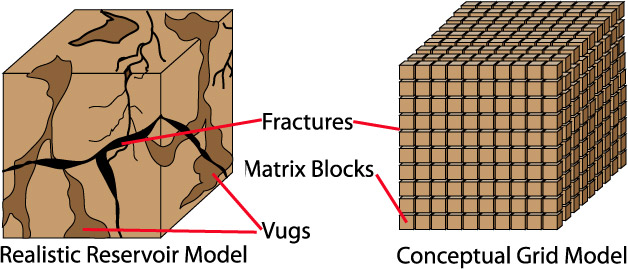 Fractures
Matrix Blocks
Vugs
Realistic Reservoir Model
Conceptual Grid Model